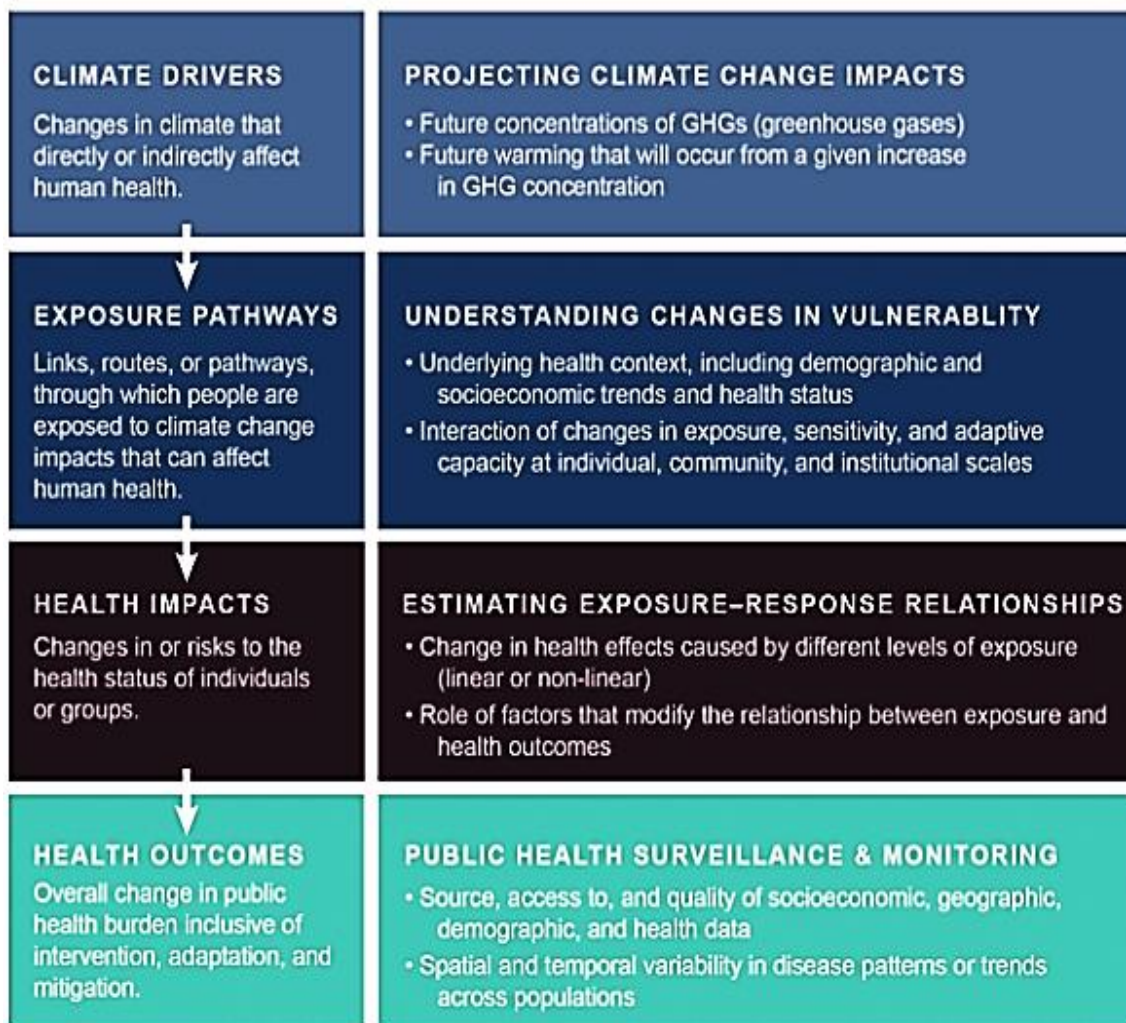 CLIMATE DRIVERS
Changes in climate that
directly or indirectly affect
human health.
PROJECTING CLIMATE CHANGE IMPACTS
• Future concentrations of GHGs (greenhouse gases)
• Future warming that will occur from a given increase
in GHG concentration
EXPOSURE PATHWAYS
Links, routes, or pathways,
through which people are
exposed to climate change
impacts that can affect
human health.
UNDERSTANDING CHANGES IN VULNERABLITY
• Underlying health context, including demographic and
socioeconomic trends and health status
• Interaction of changes in exposure, sensitivity, and adaptive
capacity at individual, community, and institutional scales
HEALTH IMPACTS
Changes in or risks to the
health status of individuals
or groups.
ESTIMATING EXPOSURE–RESPONSE RELATIONSHIPS
• Change in health effects caused by different levels of exposure
(linear or non-linear)
• Role of factors that modify the relationship between exposure and
health outcomes
HEALTH OUTCOMES
Overall change in public
health burden inclusive of
intervention, adaptation, and
mitigation.
PUBLIC HEALTH SURVEILLANCE & MONITORING
• Source, access to, and quality of socioeconomic, geographic,
demographic, and health data
• Spatial and temporal variability in disease patterns or trends
across populations